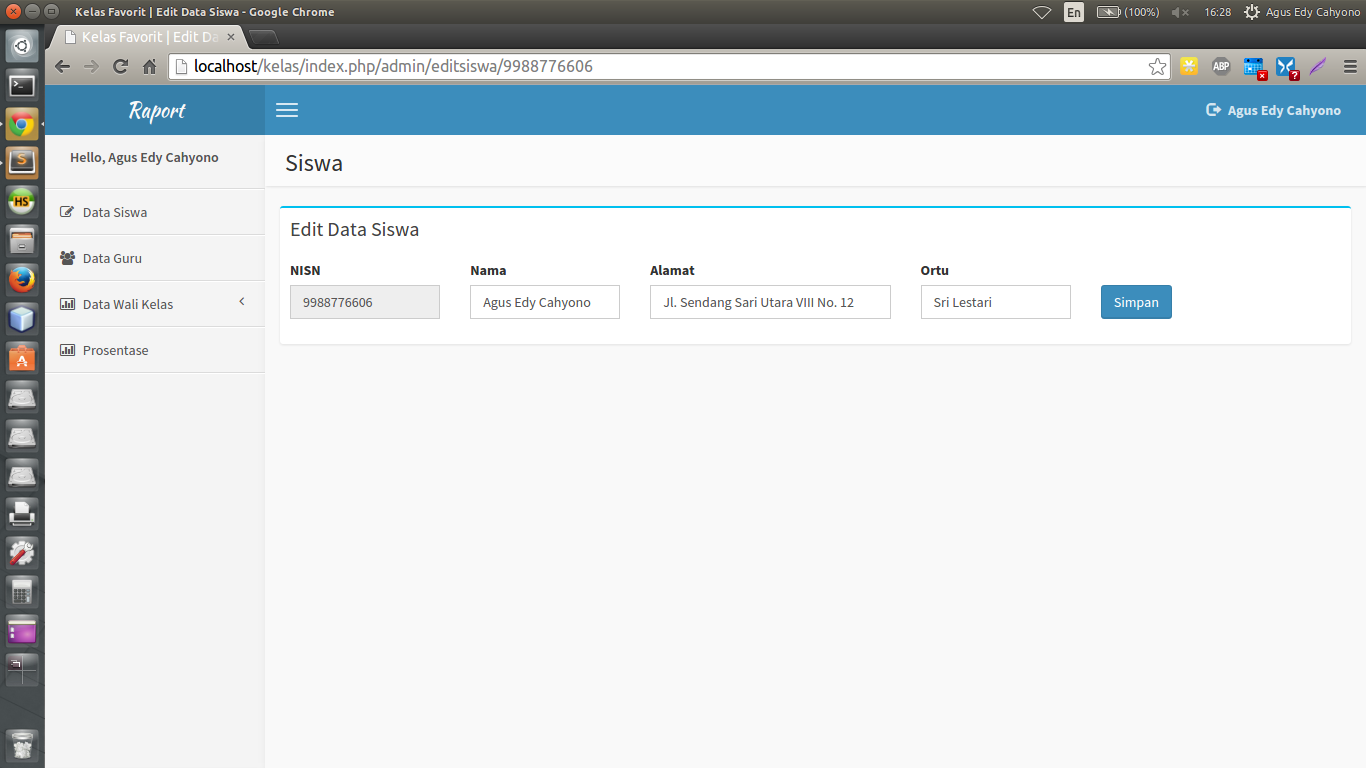 Kelas Favorit | Edit Data Siswa - Google Chrome
En
(100%)
16:28
Agus Edy Cahyono
Kelas Favorit | Edit Da
localhost/kelas/index.php/admin/editsiswa/9988776606
ABP
Raport
Agus Edy Cahyono
Hello, Agus Edy Cahyono
Data Siswa
Data Guru
Data Wali Kelas
Prosentase
Siswa
Edit Data Siswa
NISN
Nama
Alamat
Ortu
9988776606
Agus Edy Cahyono
Jl. Sendang Sari Utara VIII No. 12
Sri Lestari
Simpan
S
HS
A